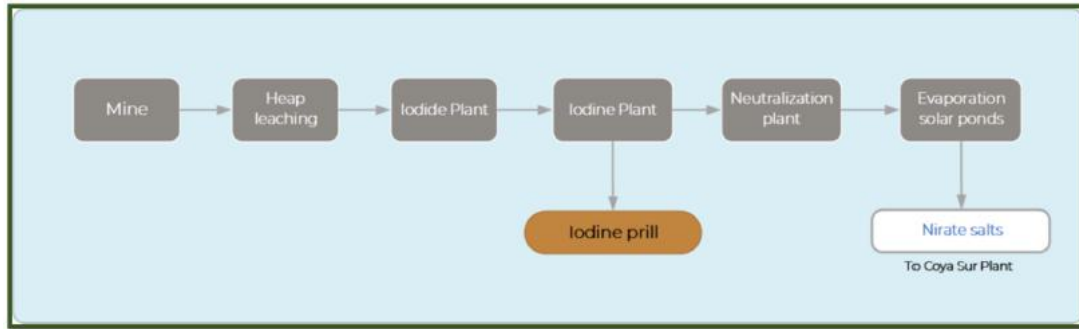 Mine
Heap
leaching
Iodide Plant
Iodine Plant
Neutralization
plant
Evaporation
solar ponds
Iodine prill
Nirate salts
To Coya Sur Plant